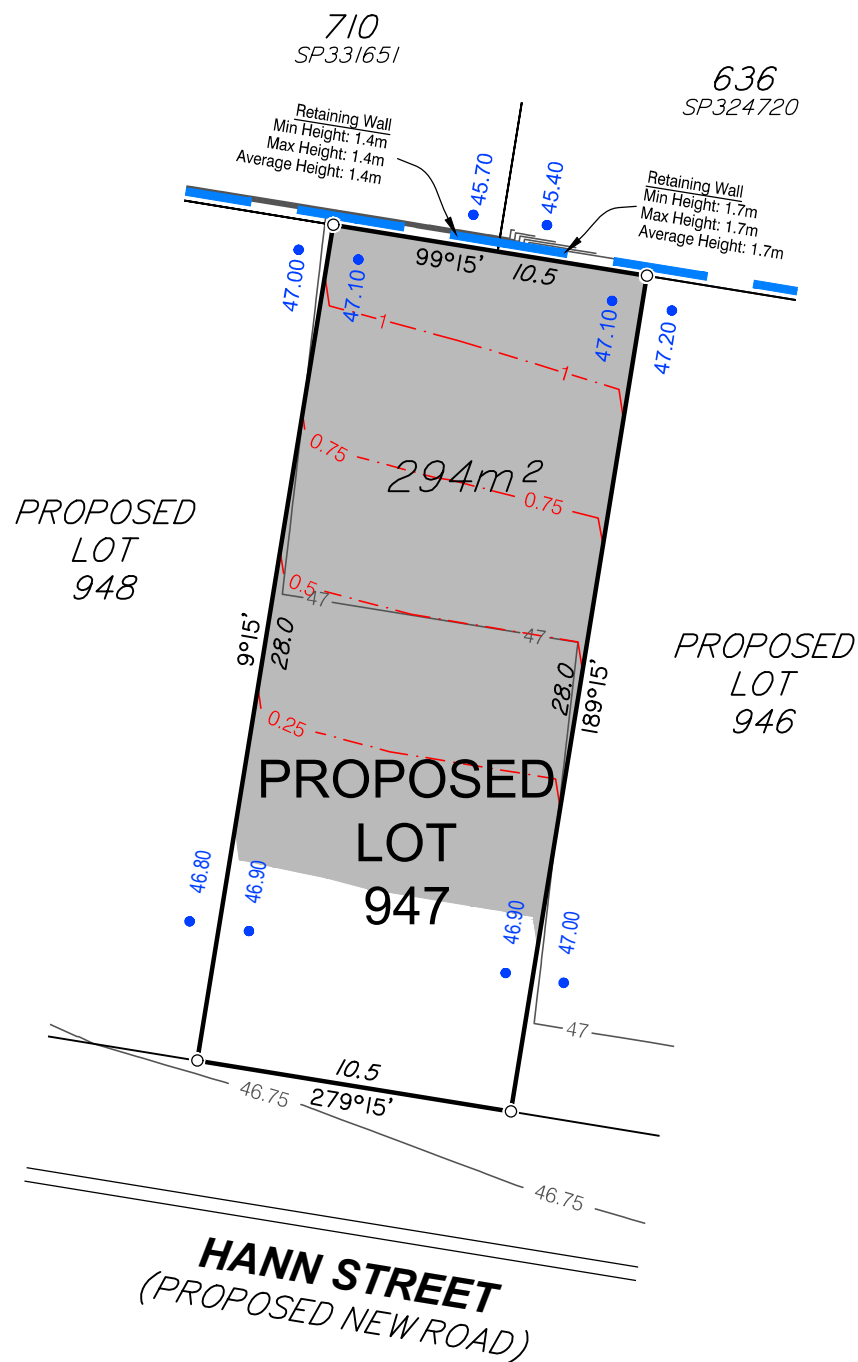 710
SP331651
636
SP324720
Retaining Wall
Min Height: 1.4m
Max Height: 1.4m
Average Height: 1.4m
Retaining Wall
Min Height: 1.7m
Max Height: 1.7m
Average Height: 1.7m
45.70
45.40
47.00
47.10
99°15'
10.5
47.10
47.20
1
1
0.75
294m²
0.75
PROPOSED
LOT
948
0.5
47
47
9°15'
28.0
28.0
189°15'
PROPOSED
LOT
946
0.25
PROPOSED
LOT
947
46.80
46.90
46.90
47.00
47
10.5
279°15'
46.75
46.75
HANN STREET
(PROPOSED NEW ROAD)